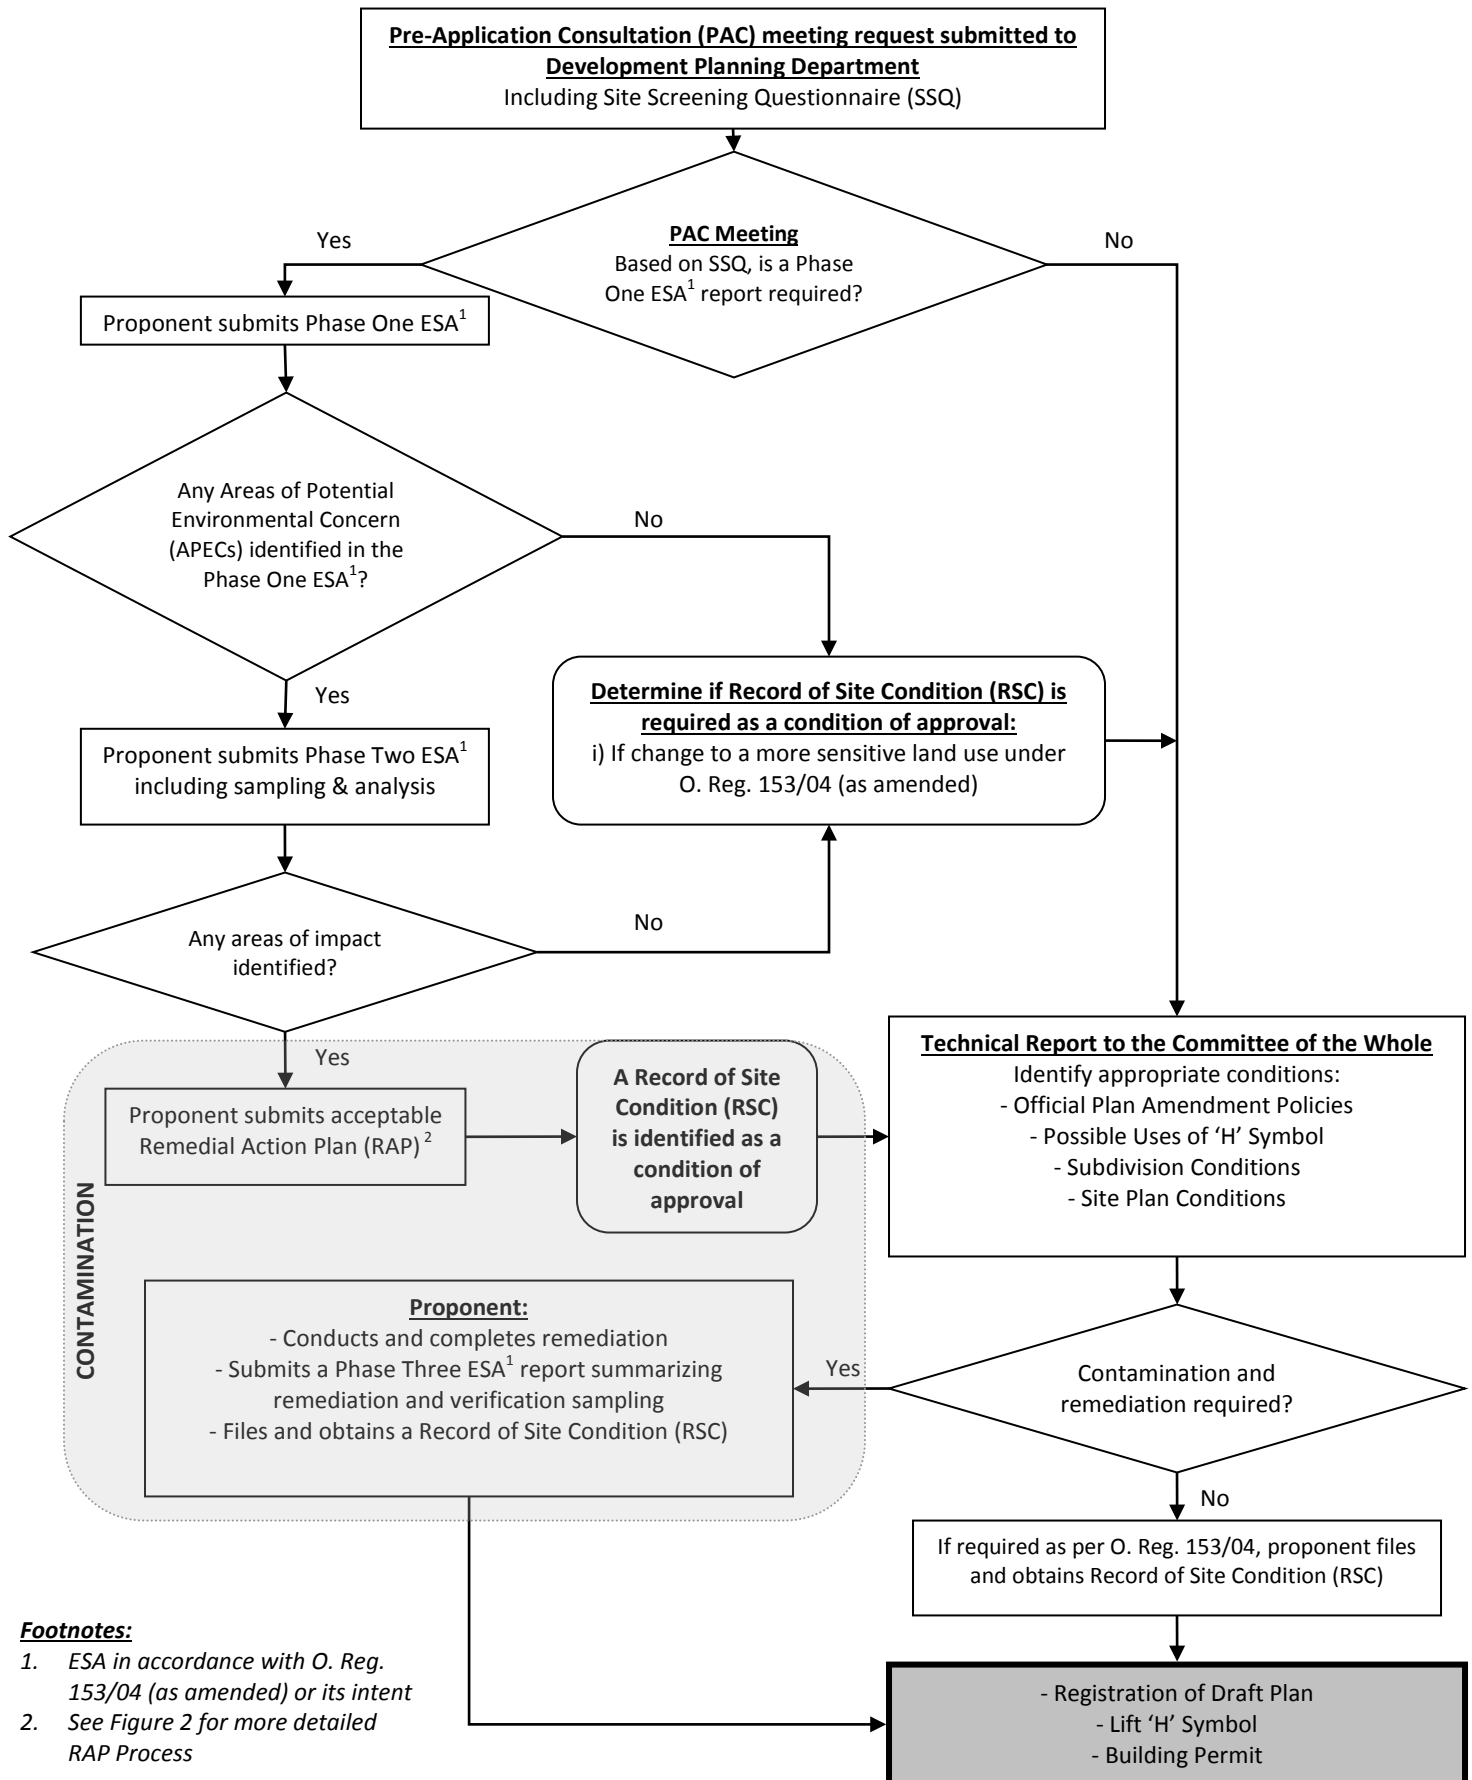 Pre-Application Consultation (PAC) meeting request submitted to
Development Planning Department
Including Site Screening Questionnaire (SSQ)
PAC Meeting
Based on SSQ, is a Phase
One ESA¹ report required?
Yes
No
Proponent submits Phase One ESA¹
Any Areas of Potential
Environmental Concern
(APECs) identified in the
Phase One ESA¹?
No
Yes
Determine if Record of Site Condition (RSC) is
required as a condition of approval:
i) If change to a more sensitive land use under
O. Reg. 153/04 (as amended)
Proponent submits Phase Two ESA¹
including sampling & analysis
Any areas of impact
identified?
No
Yes
CONTAMINATION
Proponent submits acceptable
Remedial Action Plan (RAP) ²
A Record of Site
Condition (RSC)
is identified as a
condition of
approval
Technical Report to the Committee of the Whole
Identify appropriate conditions:
- Official Plan Amendment Policies
- Possible Uses of ‘H’ Symbol
- Subdivision Conditions
- Site Plan Conditions
Contamination and
remediation required?
Yes
No
Proponent:
- Conducts and completes remediation
- Submits a Phase Three ESA¹ report summarizing
remediation and verification sampling
- Files and obtains a Record of Site Condition (RSC)
If required as per O. Reg. 153/04, proponent files
and obtains Record of Site Condition (RSC)
- Registration of Draft Plan
- Lift ‘H’ Symbol
- Building Permit
Footnotes:
1. ESA in accordance with O. Reg.
153/04 (as amended) or its intent
2. See Figure 2 for more detailed
RAP Process